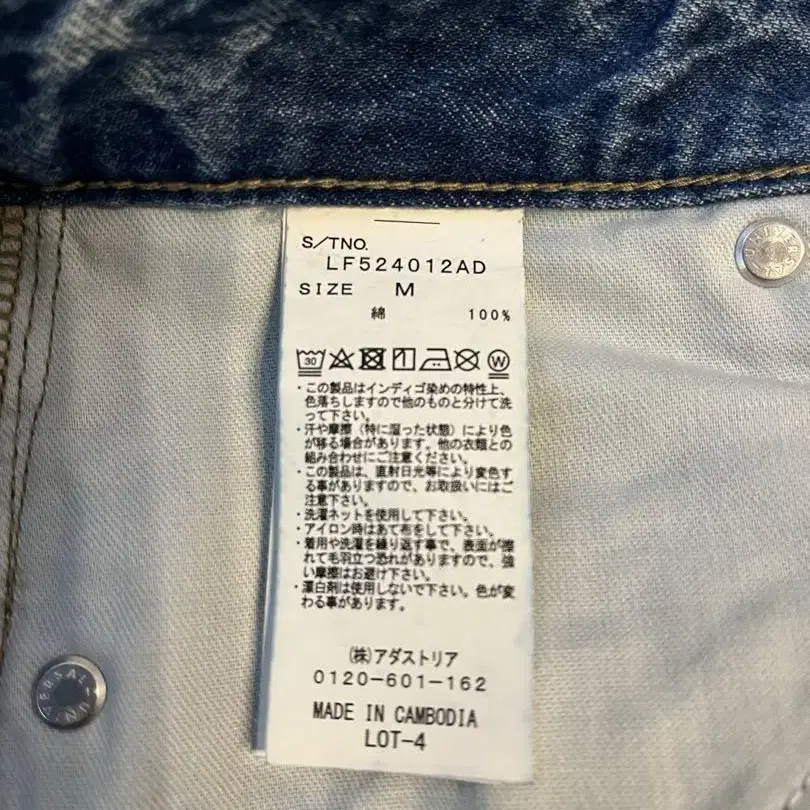 S/TNO.
LF524012AD
SIZE M
綿 100%
30
W
・この製品はインディゴ染めの特性上、
色落ちしますので他のものと分けて洗
って下さい。
・汗や摩擦（特に湿った状態）により色
が移る場合があります。他の衣類との
組み合わせにご注意ください。
・この製品は、直射日光等により変色す
る事がありますので、お取扱いにはご
注意下さい。
・洗濯ネットを使用して下さい。
・アイロン時はあて布をして下さい。
・着用や洗濯を繰り返す事で、表面が擦
れて毛羽立つ恐れがありますので、強
い摩擦はお避け下さい。
・漂白剤は使用しないで下さい。色が変
わる事があります。
(株)アダストリア
0120-601-162
MADE IN CAMBODIA
LOT-4